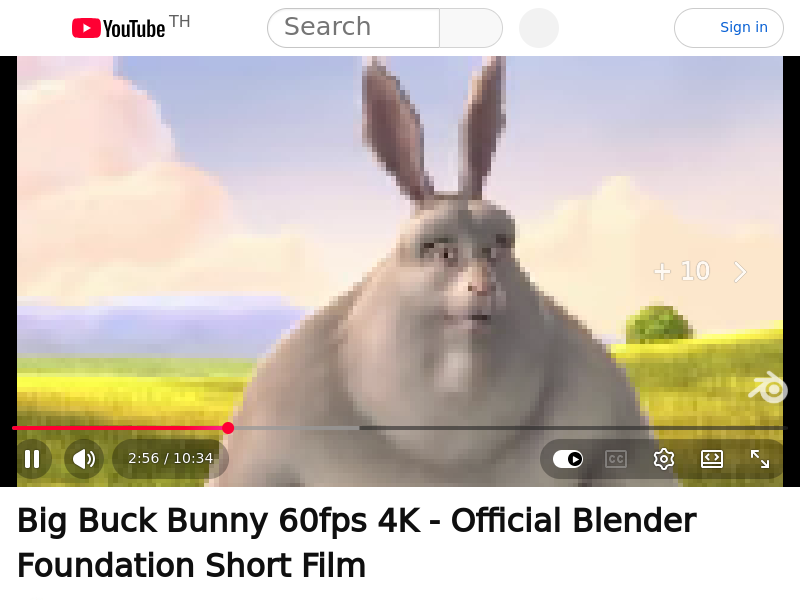 YouTube TH
Search
Sign in
+ 10
2:56 / 10:34
CC
Big Buck Bunny 60fps 4K - Official Blender
Foundation Short Film